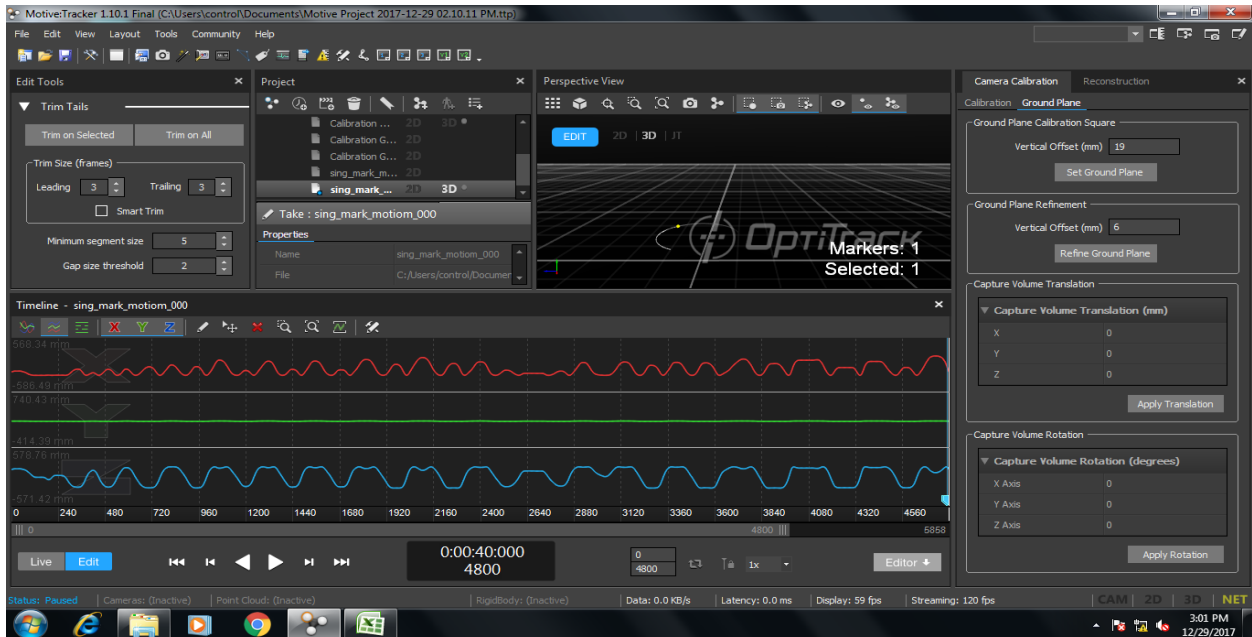 Motive:Tracker 1.10.1 Final (C:\Users\control\Documents\Motive Project 2017-12-29 02.10.11 PM.ttp)
File Edit View Layout Tools Community Help
Edit Tools
Trim Tails
Trim on Selected Trim on All
Trim Size (frames)
Leading 3 Trailing 3
Smart Trim
Minimum segment size 5
Gap size threshold 2
Project
Calibration ... 2D 3D
Calibration G... 2D
Calibration G... 2D
sing_mark_m... 2D
sing_mark_... 2D 3D
Take : sing_mark_motiom_000
Properties
Name sing_mark_motiom_000
File C:/Users/control/Documer
Perspective View
EDIT 2D | 3D | JT
OptiTrack
Markers: 1
Selected: 1
Camera Calibration Reconstruction
Calibration Ground Plane
Ground Plane Calibration Square
Vertical Offset (mm) 19
Set Ground Plane
Ground Plane Refinement
Vertical Offset (mm) 6
Refine Ground Plane
Capture Volume Translation
Capture Volume Translation (mm)
X 0
Y 0
Z 0
Apply Translation
Capture Volume Rotation
Capture Volume Rotation (degrees)
X Axis 0
Y Axis 0
Z Axis 0
Apply Rotation
Timeline - sing_mark_motiom_000
X Y Z
568.34 mm
X
-586.49 mm
740.43 mm
Y
-414.39 mm
578.76 mm
Z
-571.42 mm
0 240 480 720 960 1200 1440 1680 1920 2160 2400 2640 2880 3120 3360 3600 3840 4080 4320 4560
0 4800 5858
Live Edit
0:00:40:000
4800
0
4800
1x
Editor
Status: Paused Cameras: (Inactive) Point Cloud: (Inactive) RigidBody: (Inactive) Data: 0.0 KB/s Latency: 0.0 ms Display: 59 fps Streaming: 120 fps CAM 2D 3D NET
3:01 PM
12/29/2017